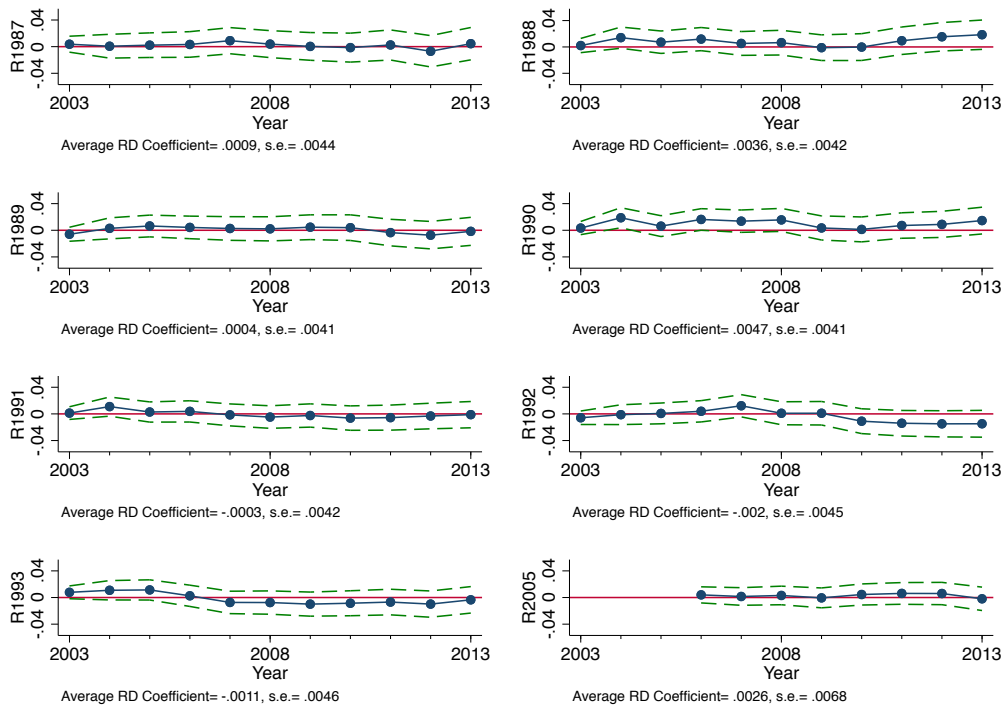 R1987
.04
0
-.04
2003 2008 2013
Year
Average RD Coefficient= .0009, s.e.= .0044
R1988
.04
0
-.04
2003 2008 2013
Year
Average RD Coefficient= .0036, s.e.= .0042
R1989
.04
0
-.04
2003 2008 2013
Year
Average RD Coefficient= .0004, s.e.= .0041
R1990
.04
0
-.04
2003 2008 2013
Year
Average RD Coefficient= .0047, s.e.= .0041
R1991
.04
0
-.04
2003 2008 2013
Year
Average RD Coefficient= -.0003, s.e.= .0042
R1992
.04
0
-.04
2003 2008 2013
Year
Average RD Coefficient= -.002, s.e.= .0045
R1993
.04
0
-.04
2003 2008 2013
Year
Average RD Coefficient= -.0011, s.e.= .0046
R2005
.04
0
-.04
2003 2008 2013
Year
Average RD Coefficient= .0026, s.e.= .0068